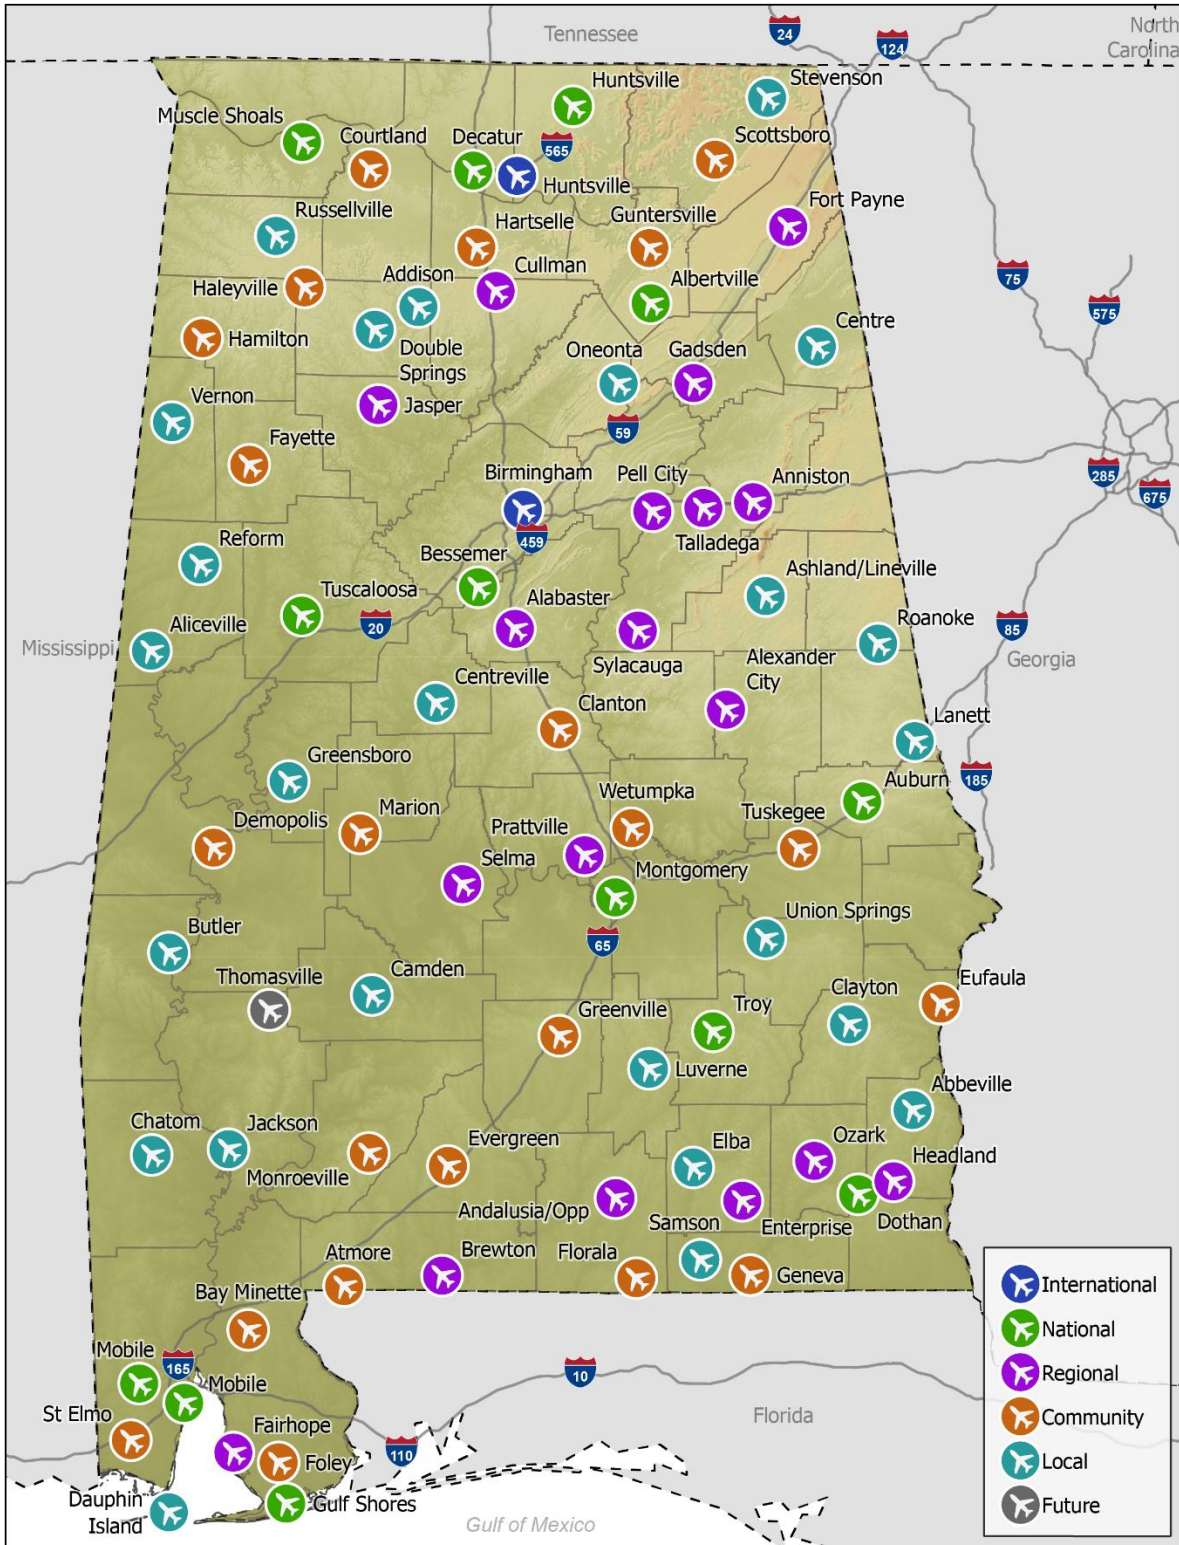 Tennessee
24
North
Carolina
124
Huntsville
Stevenson
Muscle Shoals
Courtland
Decatur
565
Scottsboro
Huntsville
Russellville
Hartselle
Guntersville
Fort Payne
Haleyville
Addison
Cullman
Albertville
75
575
Hamilton
Double
Springs
Oneonta
Gadsden
Centre
Vernon
Jasper
59
Fayette
Birmingham
Pell City
Anniston
285
675
459
Talladega
Reform
Bessemer
Tuscaloosa
Alabaster
Ashland/Lineville
Roanoke
85
Mississippi
Aliceville
20
Sylacauga
Alexander
City
Georgia
Centreville
Clanton
Lanett
Greensboro
Auburn
185
Demopolis
Marion
Wetumpka
Tuskegee
Prattville
Selma
Montgomery
Butler
65
Union Springs
Thomasville
Camden
Greenville
Troy
Clayton
Eufaula
Luverne
Abbeville
Chatom
Jackson
Monroeville
Evergreen
Elba
Ozark
Headland
Andalusia/Opp
Samson
Enterprise
Dothan
Atmore
Brewton
Florala
Geneva
Bay Minette
Mobile
165
Mobile
10
St Elmo
Fairhope
Foley
110
Florida
Dauphin
Island
Gulf Shores
Gulf of Mexico
International
National
Regional
Community
Local
Future